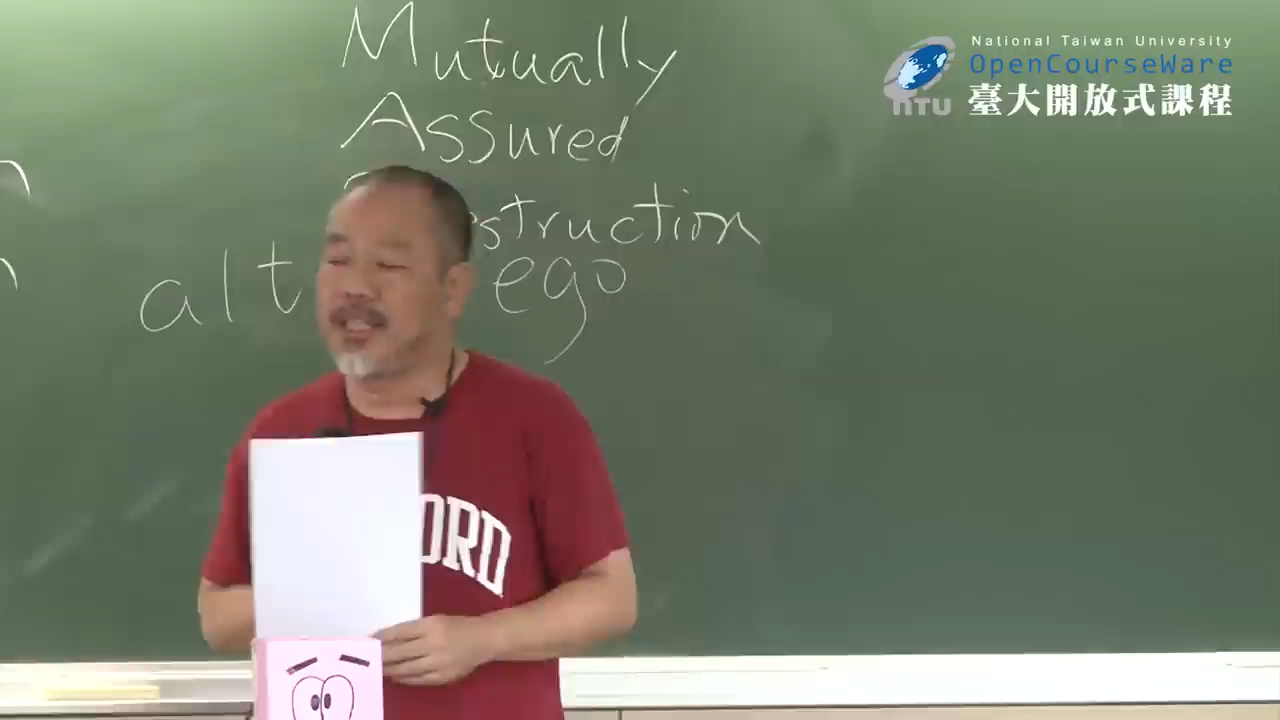 Mutually
Assured
struction
alt ego
National Taiwan University
OpenCourseWare
臺大開放式課程
NTU
ORD